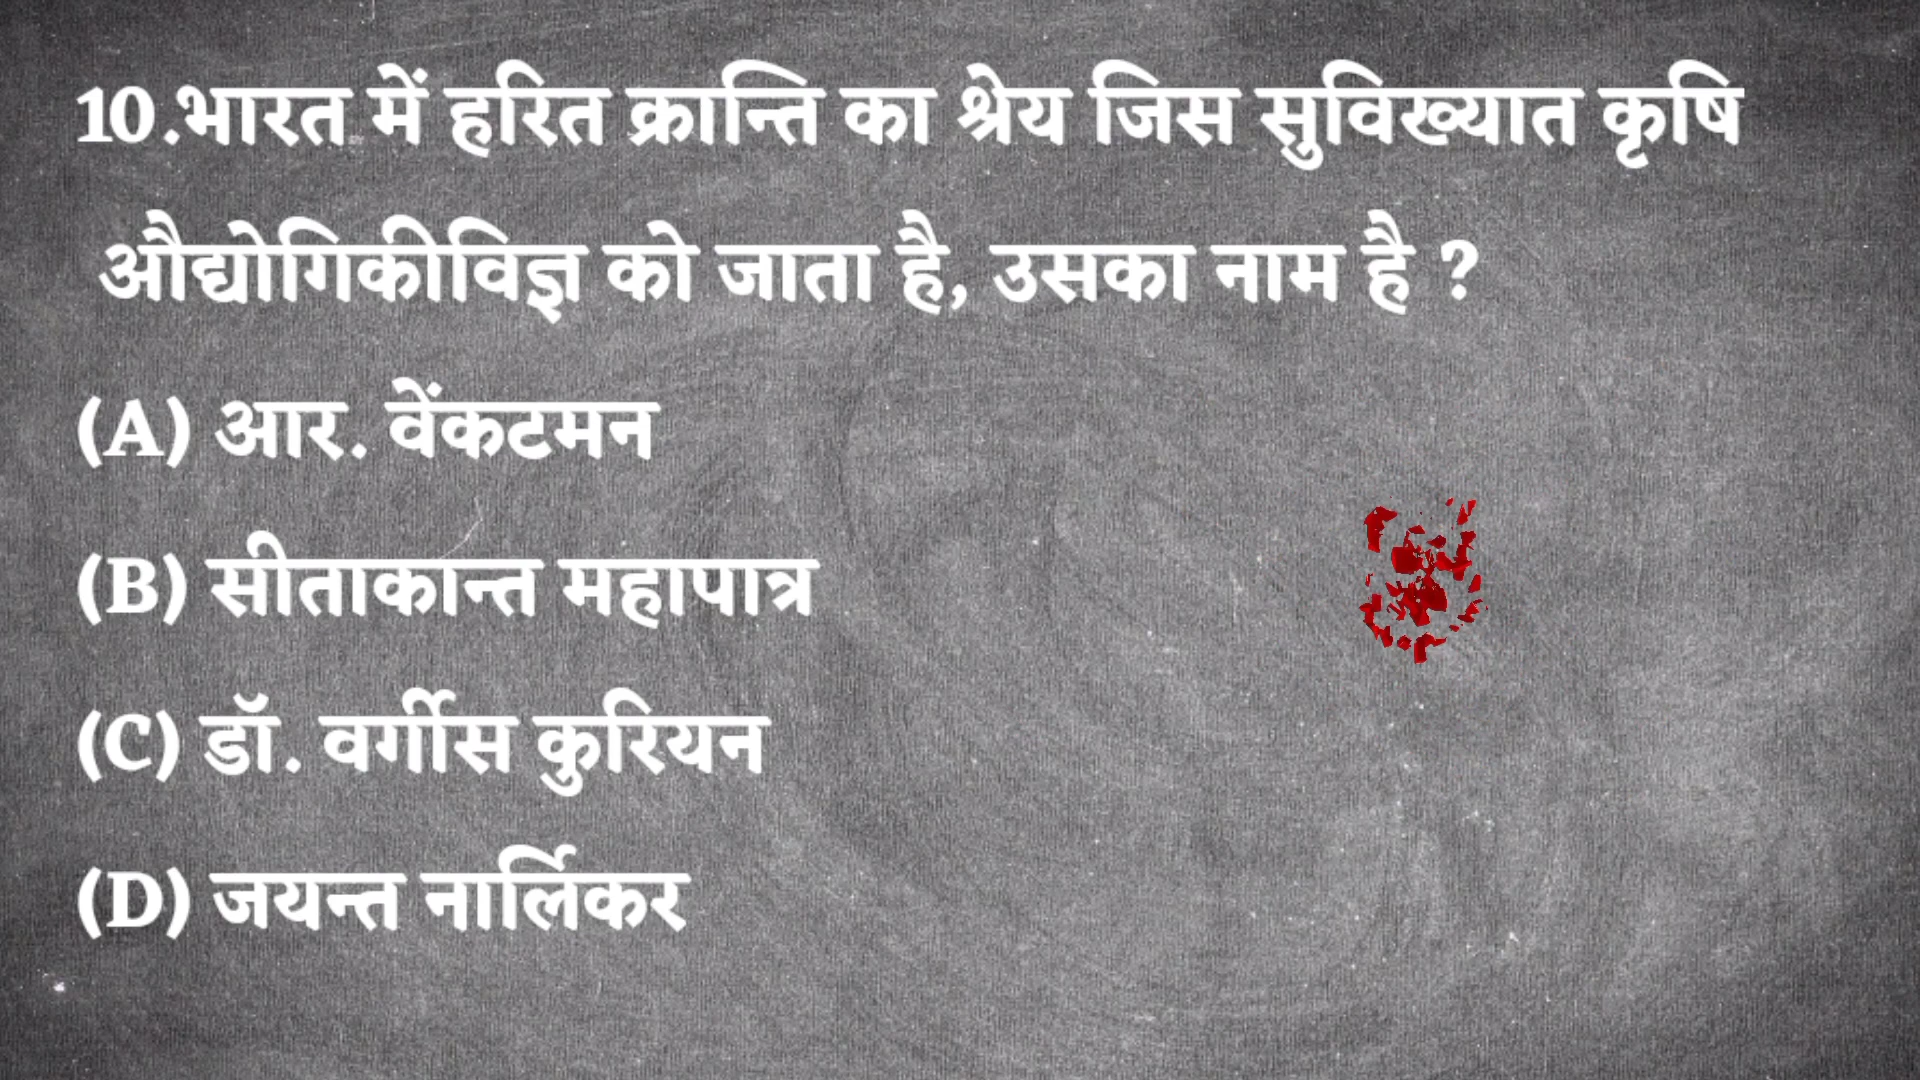 10.भारत में हरित क्रान्ति का श्रेय जिस सुविख्यात कृषि
औद्योगिकीविज्ञ को जाता है, उसका नाम है ?
(A) आर. वेंकटमन
(B) सीताकान्त महापात्र
(C) डॉ. वर्गीस कुरियन
(D) जयन्त नार्लिकर